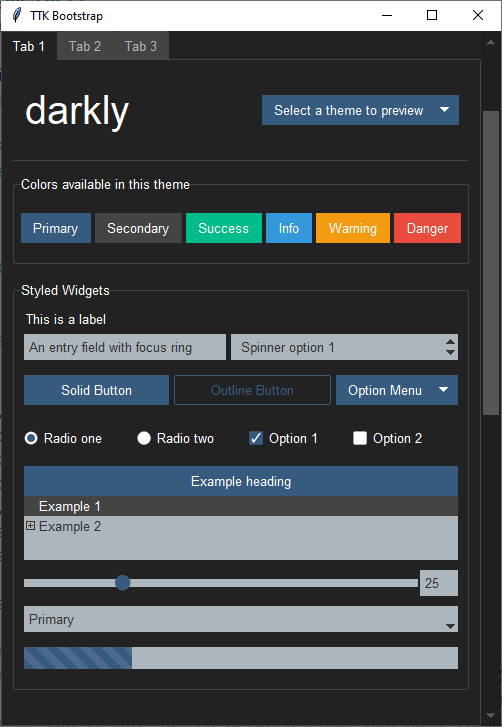 TTK Bootstrap
Tab 1 Tab 2 Tab 3
darkly
Select a theme to preview
Colors available in this theme
Primary Secondary Success Info Warning Danger
Styled Widgets
This is a label
An entry field with focus ring Spinner option 1
Solid Button Outline Button Option Menu
Radio one Radio two Option 1 Option 2
Example heading
Example 1
Example 2
25
Primary